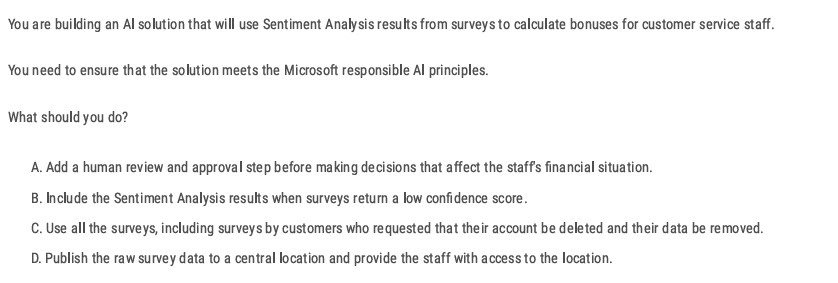 You are building an AI solution that will use Sentiment Analysis results from surveys to calculate bonuses for customer service staff.
You need to ensure that the solution meets the Microsoft responsible AI principles.
What should you do?
A. Add a human review and approval step before making decisions that affect the staff's financial situation.
B. Include the Sentiment Analysis results when surveys return a low confidence score.
C. Use all the surveys, including surveys by customers who requested that their account be deleted and their data be removed.
D. Publish the raw survey data to a central location and provide the staff with access to the location.